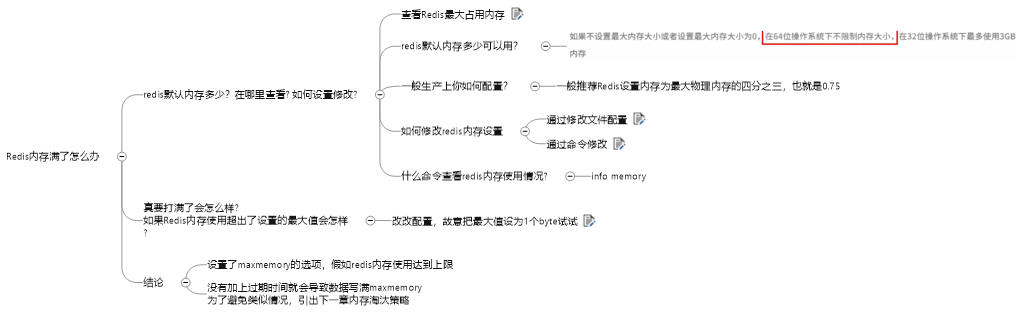 Redis内存满了怎么办
redis默认内存多少？在哪里查看? 如何设置修改?
查看Redis最大占用内存
redis默认内存多少可以用？
如果不设置最大内存大小或者设置最大内存大小为0，在64位操作系统下不限制内存大小，在32位操作系统下最多使用3GB
内存
一般生产上你如何配置？
一般推荐Redis设置内存为最大物理内存的四分之三，也就是0.75
如何修改redis内存设置
通过修改文件配置
通过命令修改
什么命令查看redis内存使用情况?
info memory
真要打满了会怎么样?
如果Redis内存使用超出了设置的最大值会怎样
?
改改配置，故意把最大值设为1个byte试试
结论
设置了maxmemory的选项，假如redis内存使用达到上限
没有加上过期时间就会导致数据写满maxmemory
为了避免类似情况，引出下一章内存淘汰策略